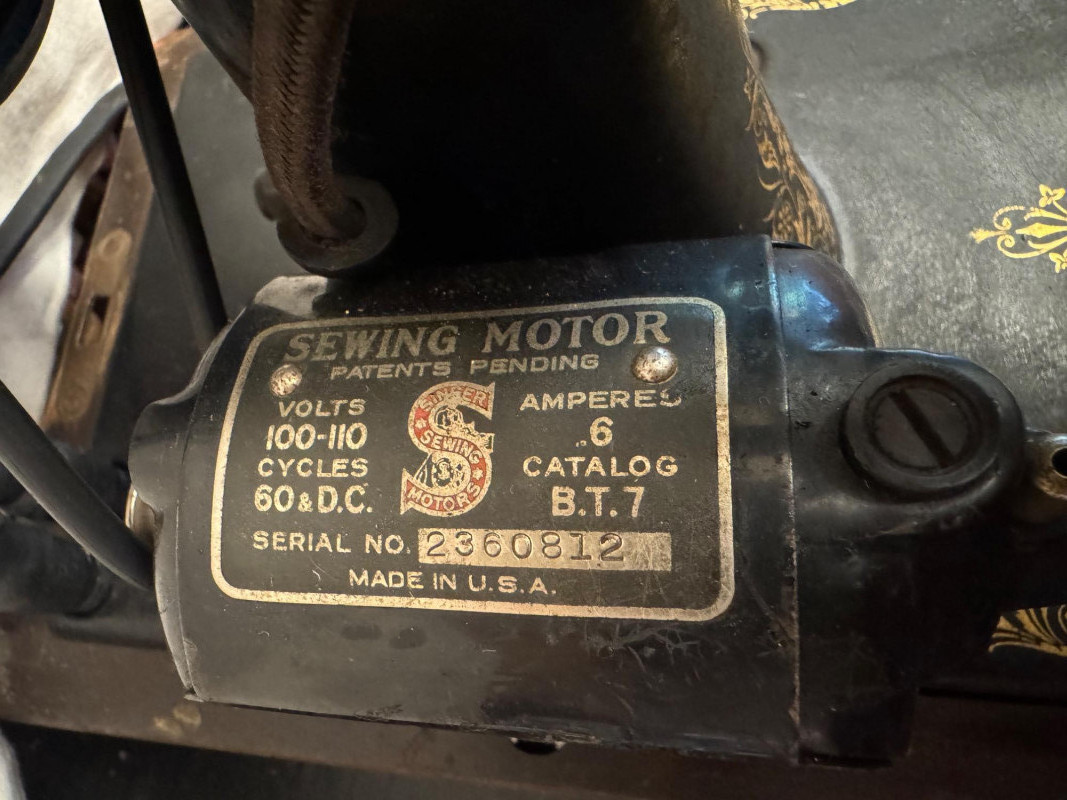 SEWING MOTOR
PATENTS PENDING
VOLTS
100-110
CYCLES
60 & D.C.
SINGER
SEWING
MOTORS
AMPERES
.6
CATALOG
B.T.7
SERIAL NO. 2360812
MADE IN U.S.A.